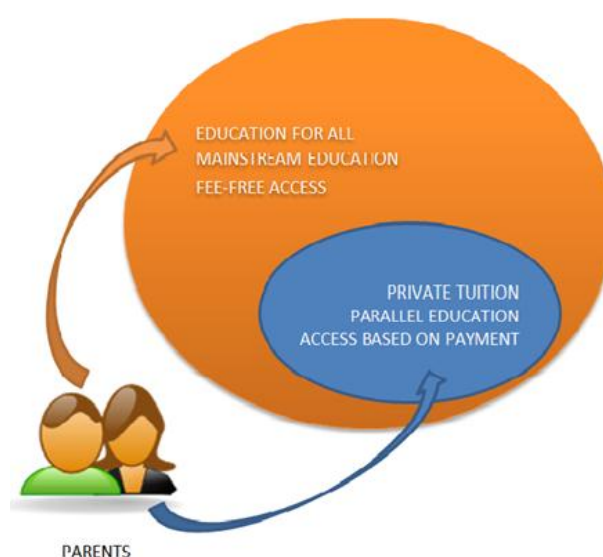 EDUCATION FOR ALL
MAINSTREAM EDUCATION
FEE-FREE ACCESS
PRIVATE TUITION
PARALLEL EDUCATION
ACCESS BASED ON PAYMENT
PARENTS